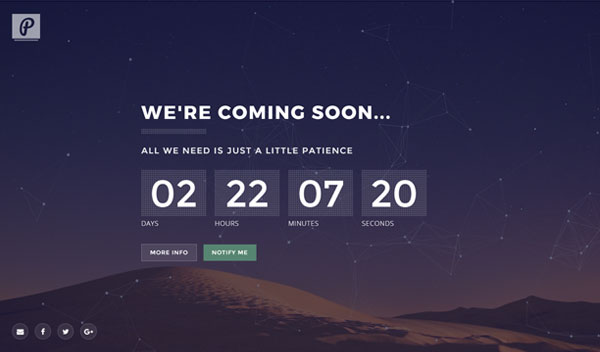 P
WE'RE COMING SOON...
ALL WE NEED IS JUST A LITTLE PATIENCE
02 22 07 20
DAYS HOURS MINUTES SECONDS
MORE INFO NOTIFY ME
f G+